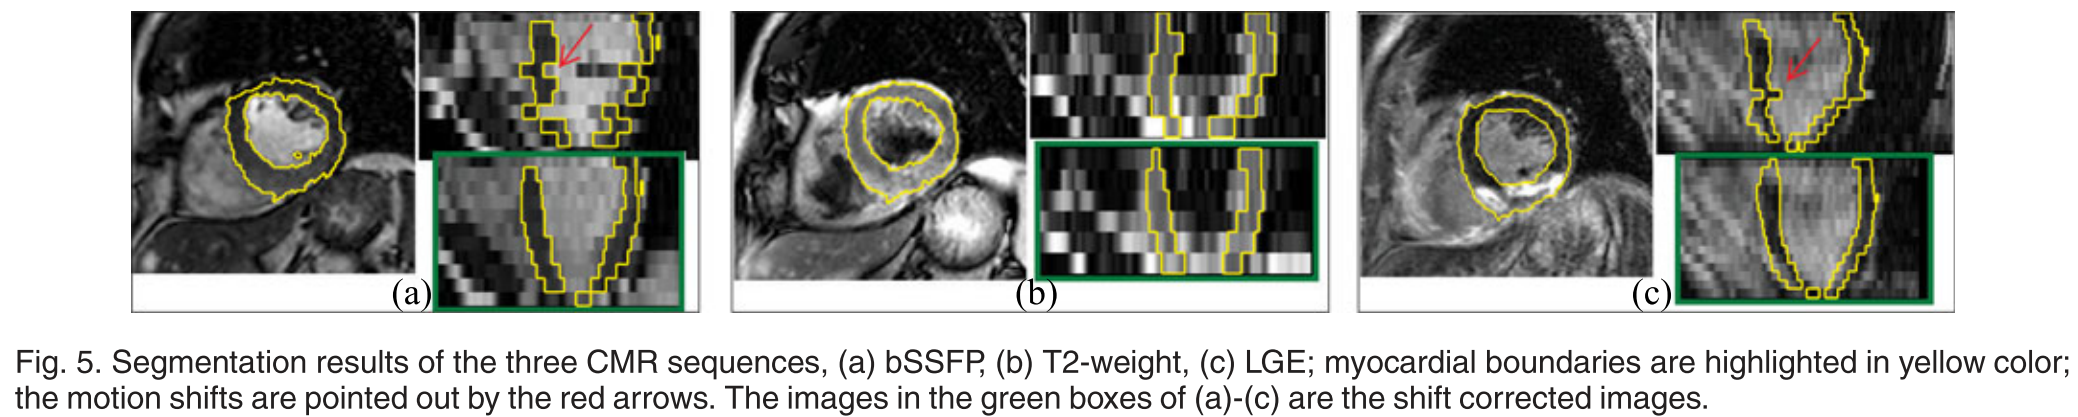 (a)
(b)
(c)
Fig. 5. Segmentation results of the three CMR sequences, (a) bSSFP, (b) T2-weight, (c) LGE; myocardial boundaries are highlighted in yellow color;
the motion shifts are pointed out by the red arrows. The images in the green boxes of (a)-(c) are the shift corrected images.